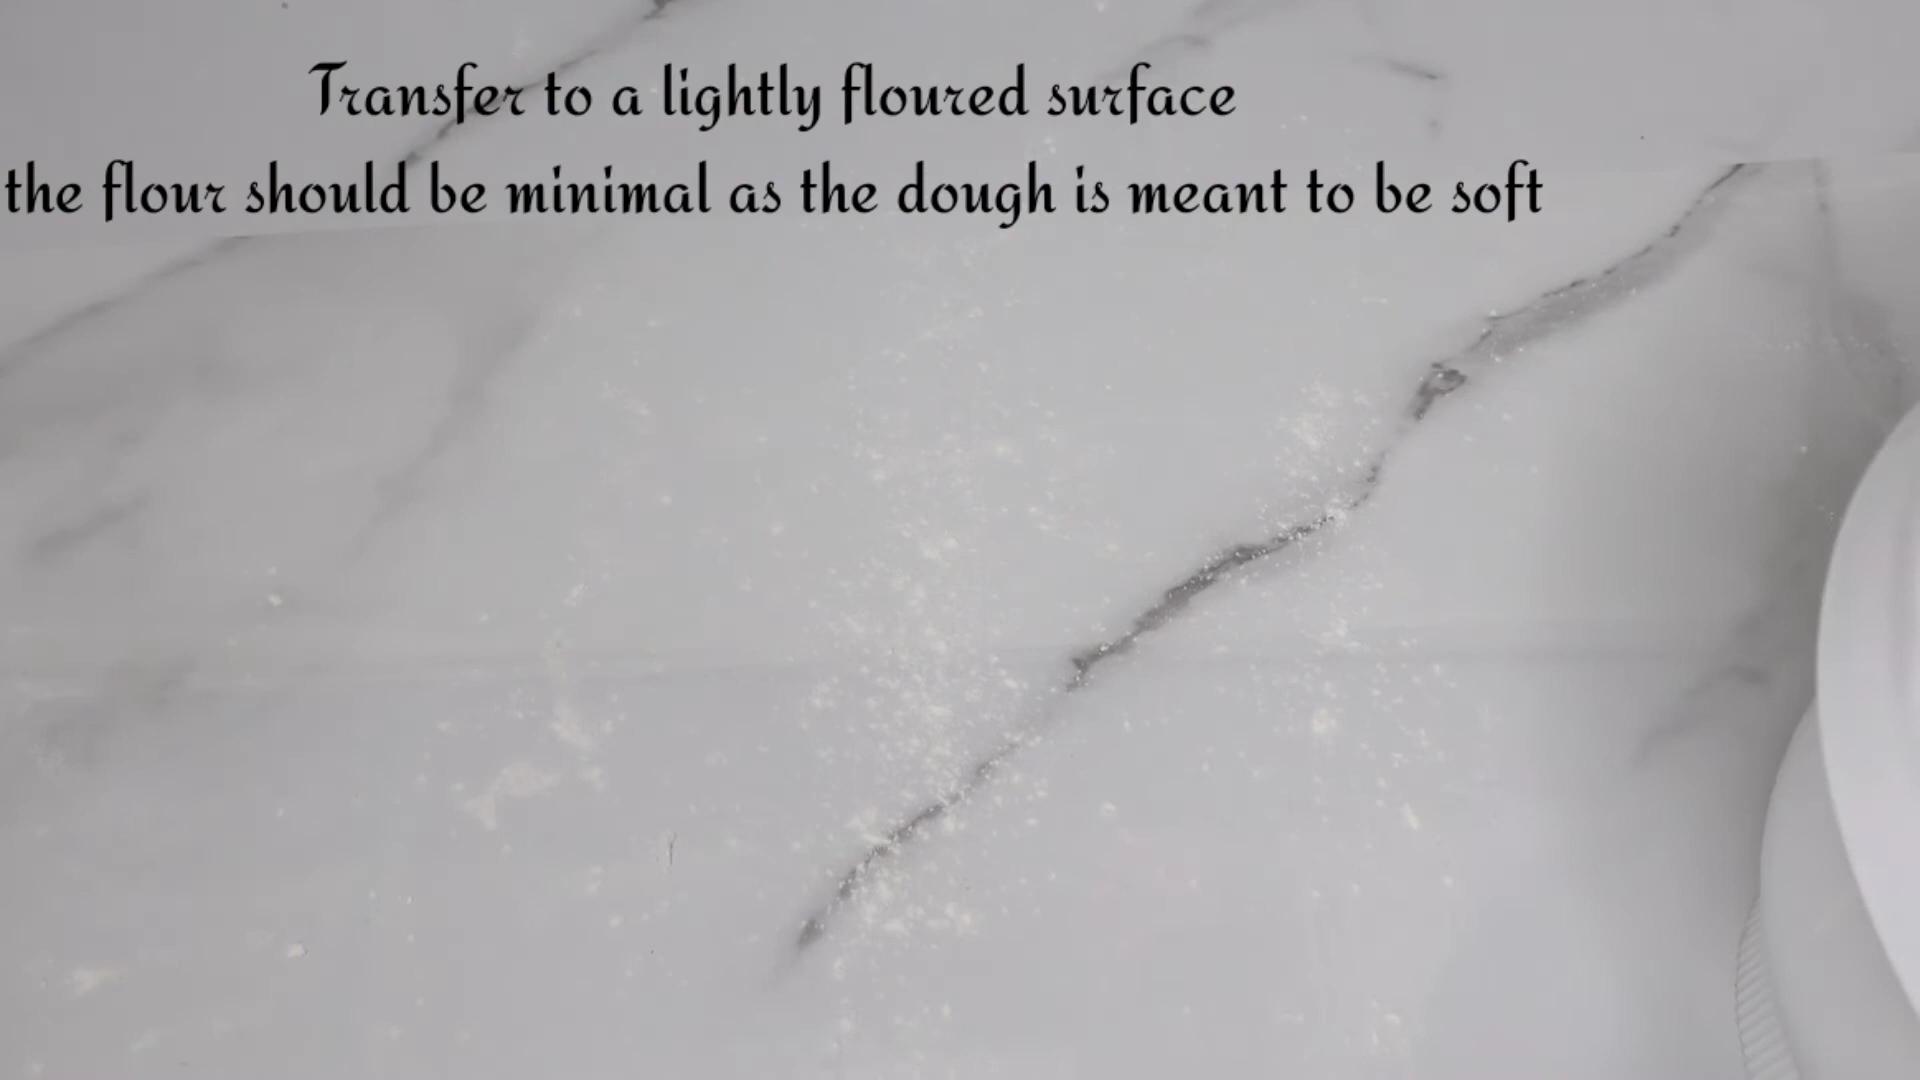 Transfer to a lightly floured surface
the flour should be minimal as the dough is meant to be soft